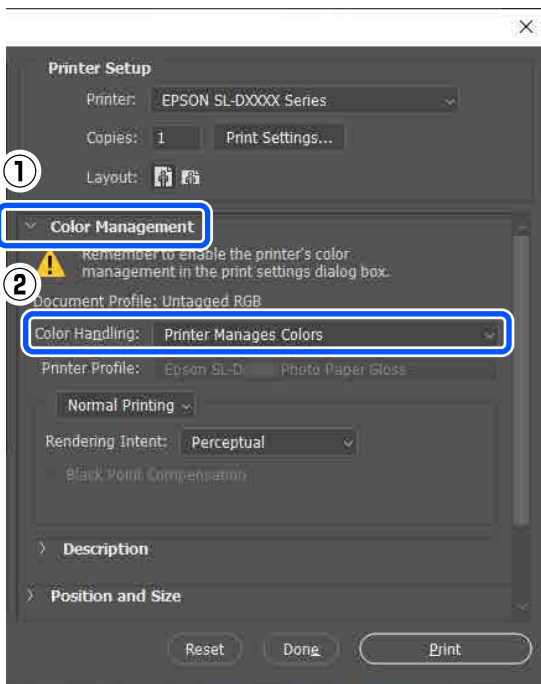 Printer Setup
Printer: EPSON SL-DXXXX Series
Copies: 1 Print Settings...
Layout:
①
Color Management
Remember to enable the printer's color
management in the print settings dialog box.
②
Document Profile: Untagged RGB
Color Handling: Printer Manages Colors
Printer Profile: Epson SL-D Photo Paper Gloss
Normal Printing
Rendering Intent: Perceptual
Black Point Compensation
Description
Position and Size
Reset Done Print